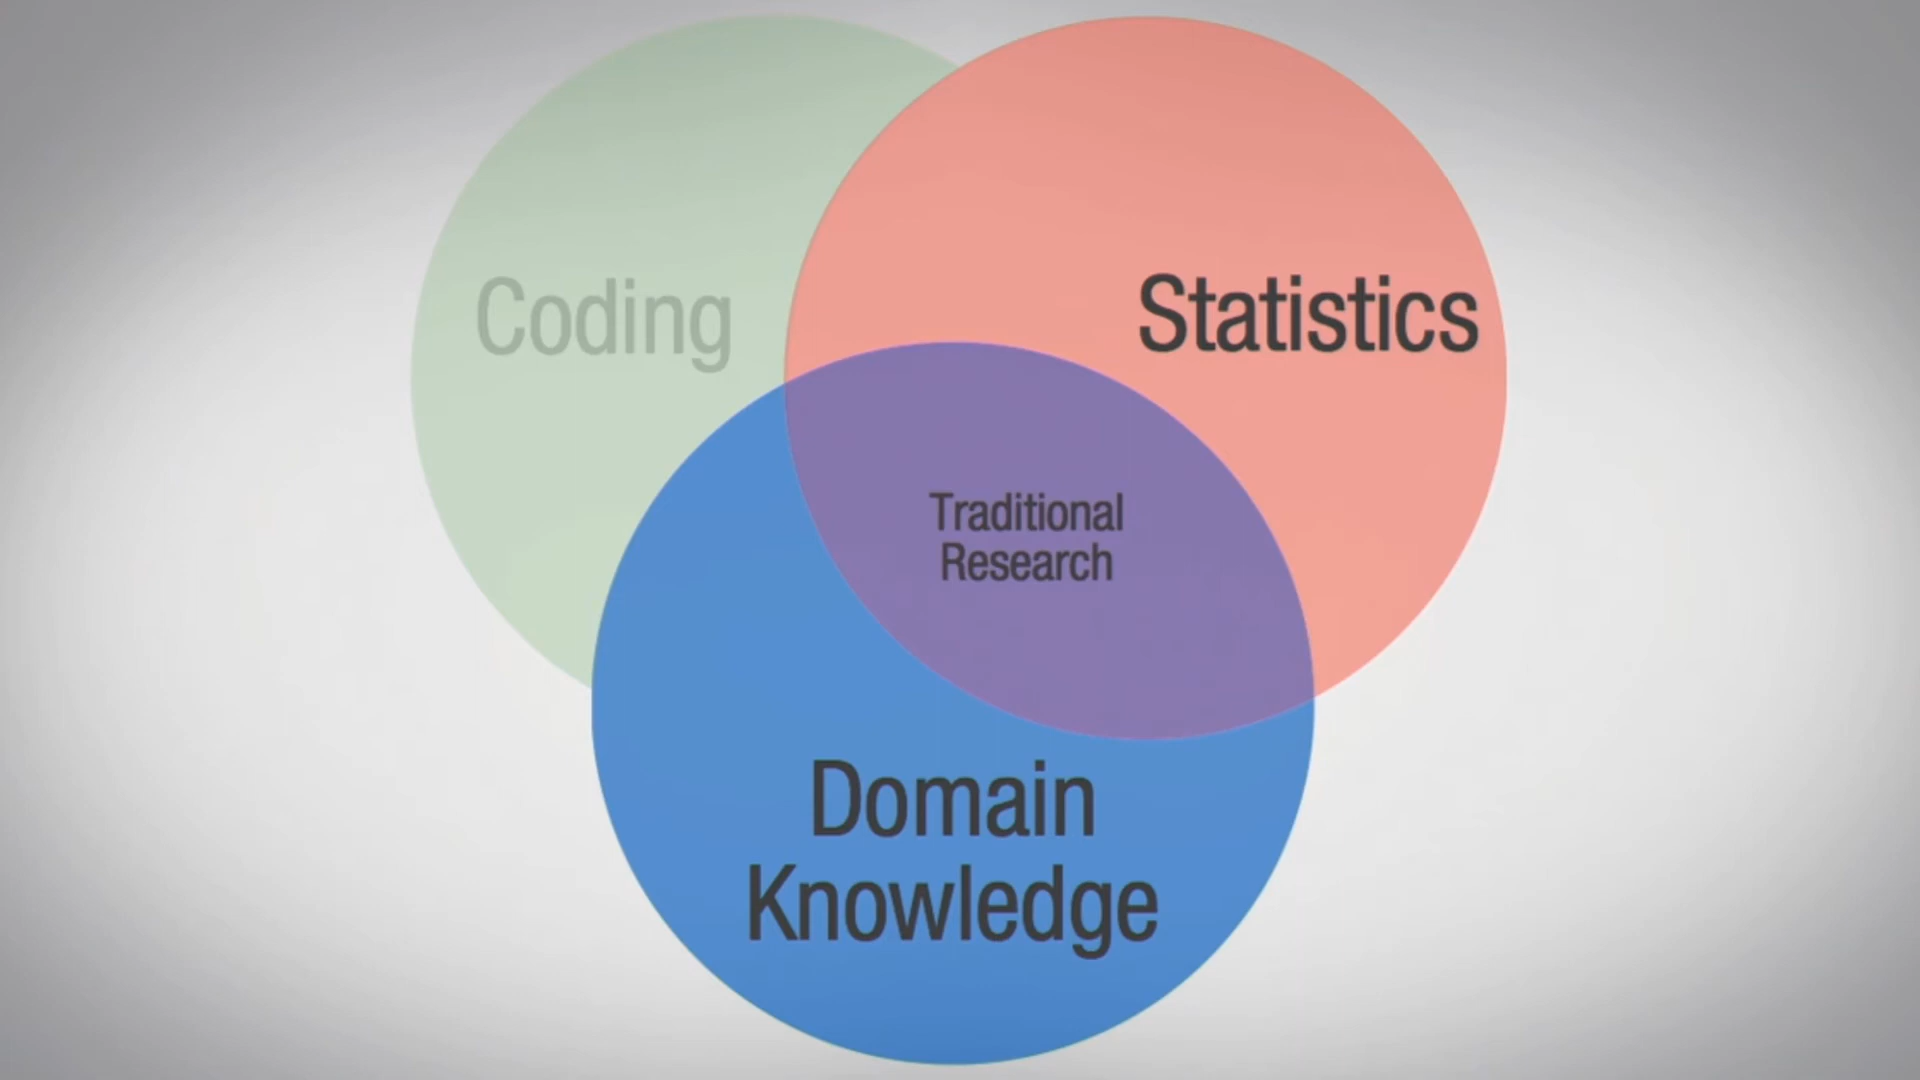 Coding
Statistics
Traditional
Research
Domain
Knowledge